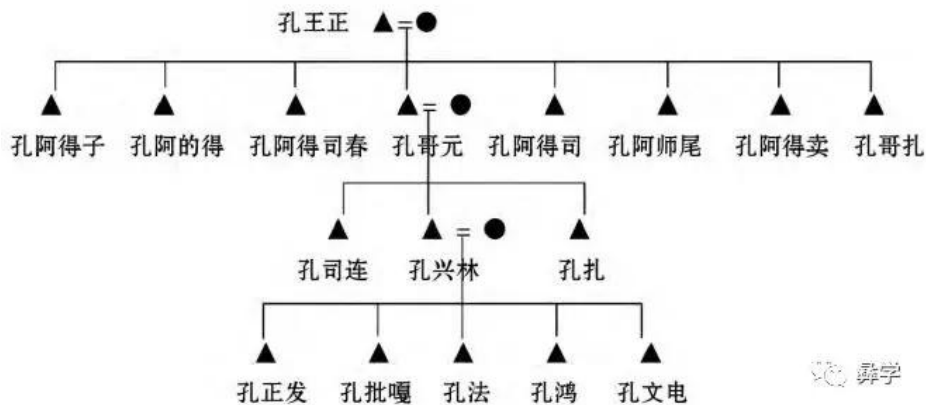 孔王正
孔阿得子 孔阿的得 孔阿得司春 孔哥元 孔阿得司 孔阿师尾 孔阿得卖 孔哥扎
孔司连 孔兴林 孔扎
孔正发 孔批嘎 孔法 孔鸿 孔文电
彝学